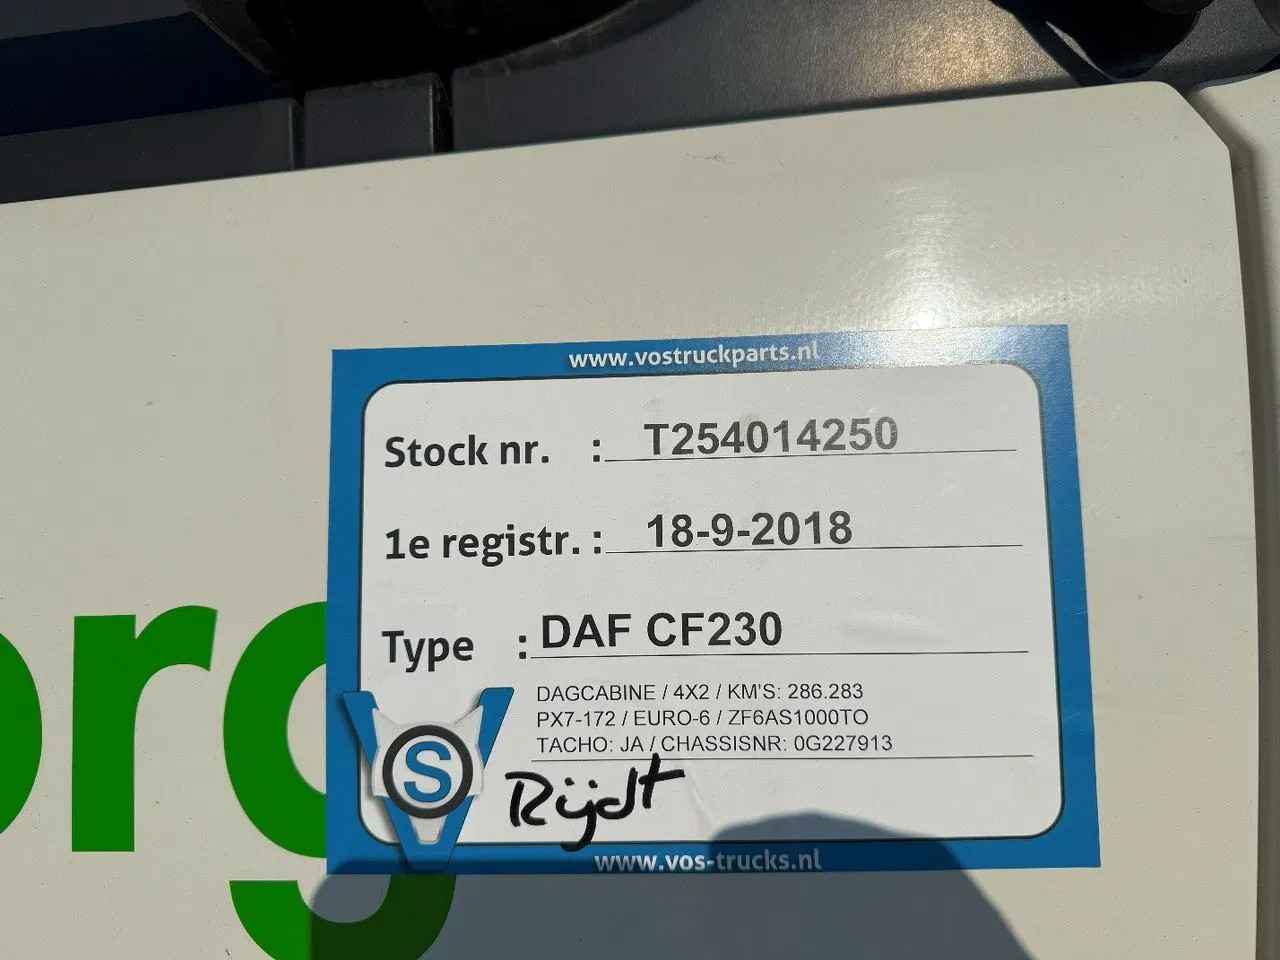 www.vostruckparts.nl
Stock nr. : T254014250
1e registr. : 18-9-2018
Type : DAF CF230
DAGCABINE / 4X2 / KM'S: 286.283
PX7-172 / EURO-6 / ZF6AS1000TO
TACHO: JA / CHASSISNR: 0G227913
Rijdt
S
www.vos-trucks.nl
org